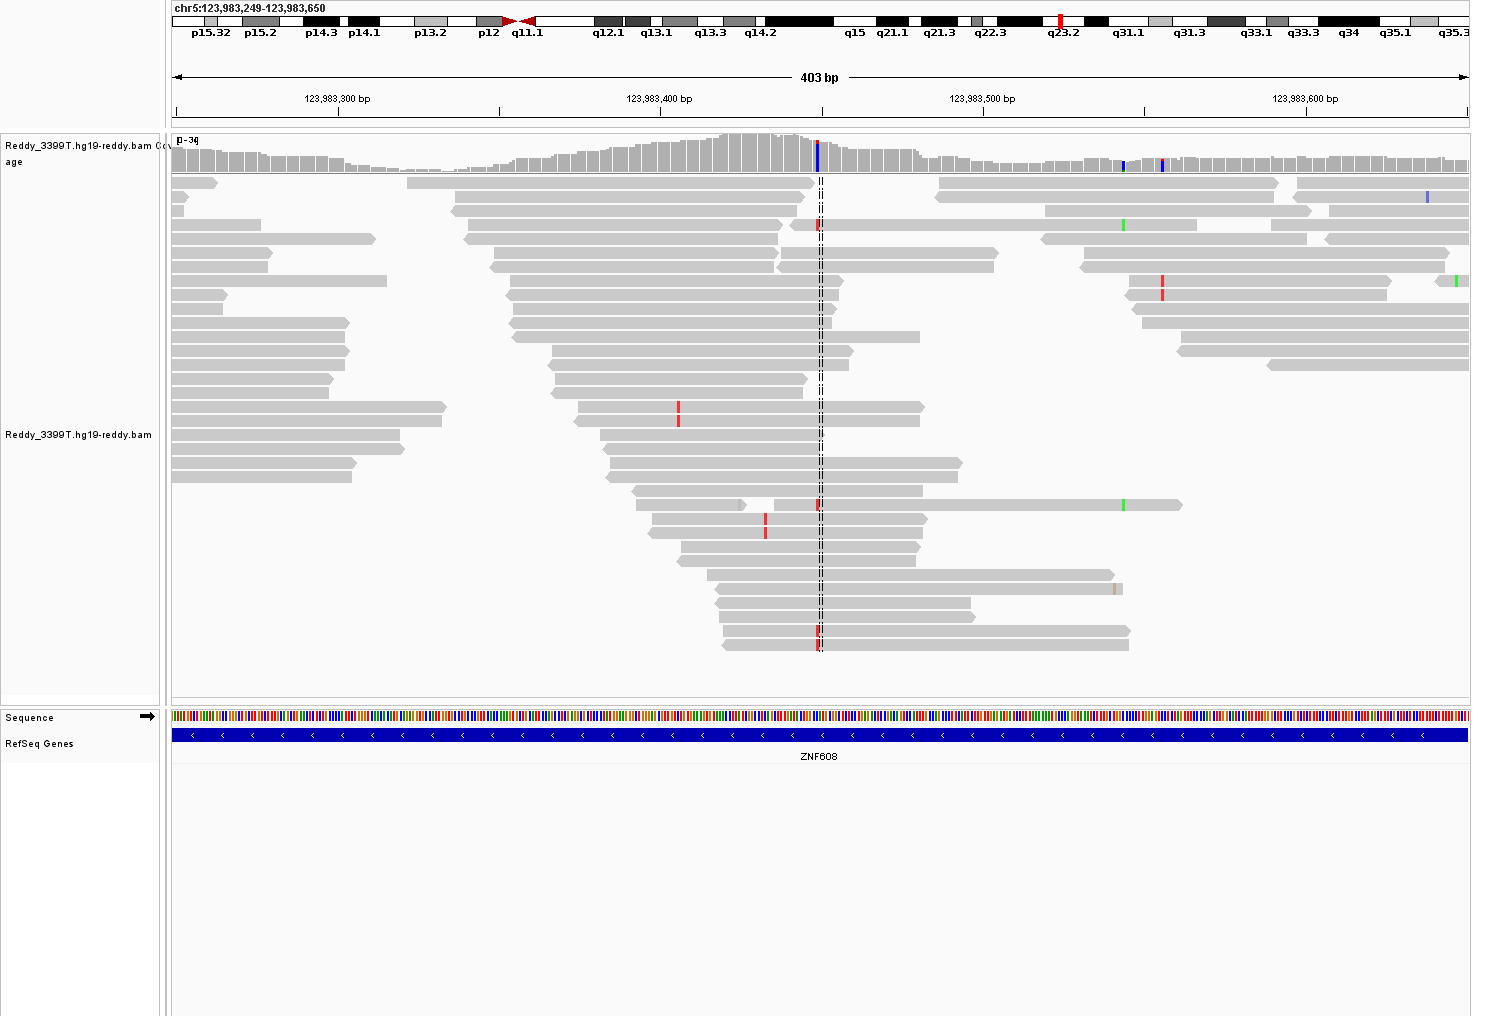 chr5:123,983,249-123,983,650
p15.32 p15.2 p14.3 p14.1 p13.2 p12 q11.1 q12.1 q13.1 q13.3 q14.2 q15 q21.1 q21.3 q22.3 q23.2 q31.1 q31.3 q33.1 q33.3 q34 q35.1 q35.3
403 bp
123,983,300 bp 123,983,400 bp 123,983,500 bp 123,983,600 bp
Reddy_3399T.hg19-reddy.bam Cov
age
Reddy_3399T.hg19-reddy.bam
Sequence
RefSeq Genes
ZNF608